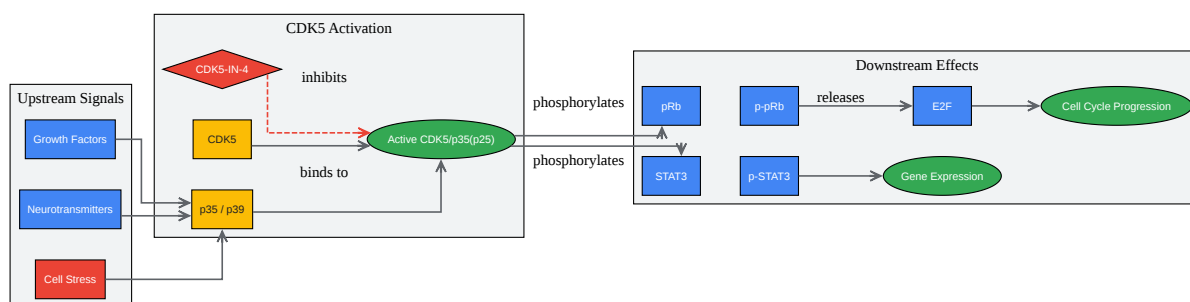 Upstream Signals
Growth Factors
Neurotransmitters
Cell Stress
CDK5 Activation
CDK5-IN-4
inhibits
CDK5
Active CDK5/p35(p25)
binds to
p35 / p39
phosphorylates
phosphorylates
Downstream Effects
pRb
p-pRb
releases
E2F
Cell Cycle Progression
STAT3
p-STAT3
Gene Expression